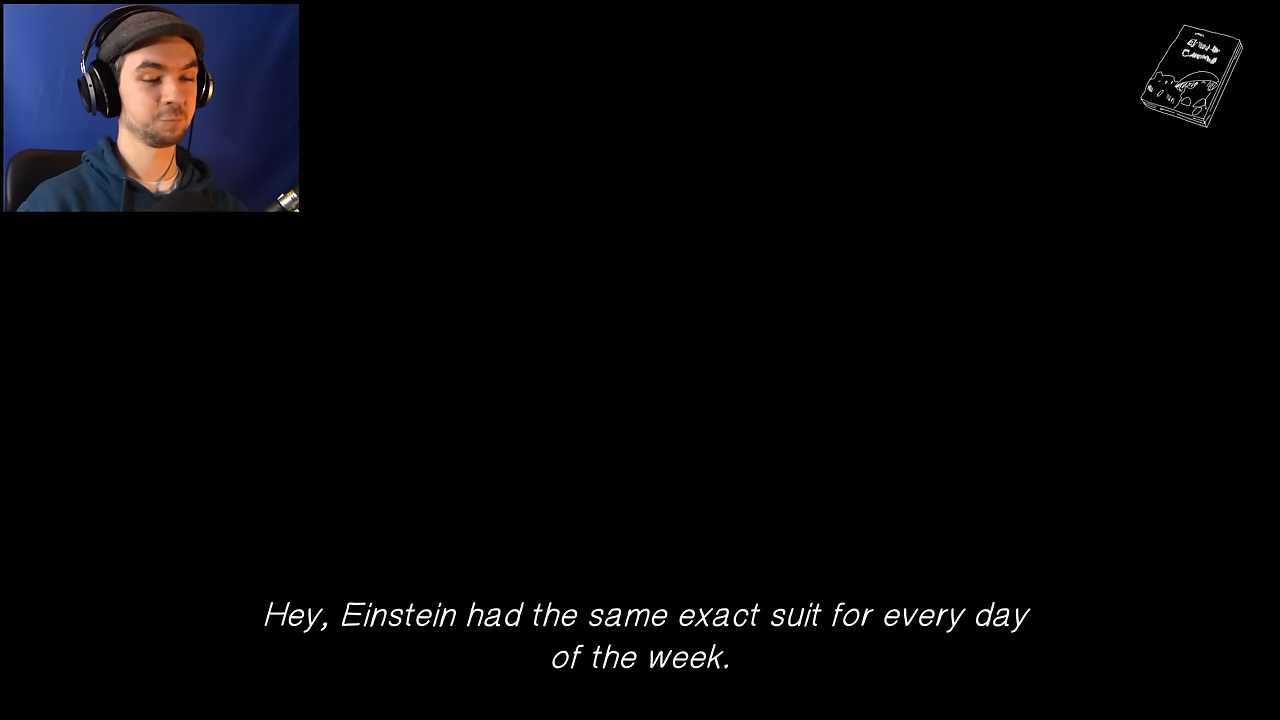 Hey, Einstein had the same exact suit for every day
of the week.